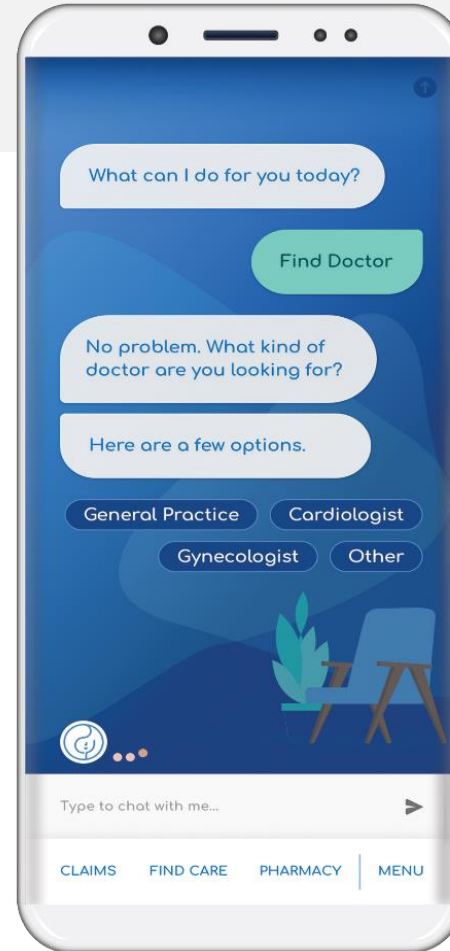 What can I do for you today?
Find Doctor
No problem. What kind of
doctor are you looking for?
Here are a few options.
General Practice
Cardiologist
Gynecologist
Other
Type to chat with me...
CLAIMS
FIND CARE
PHARMACY
MENU